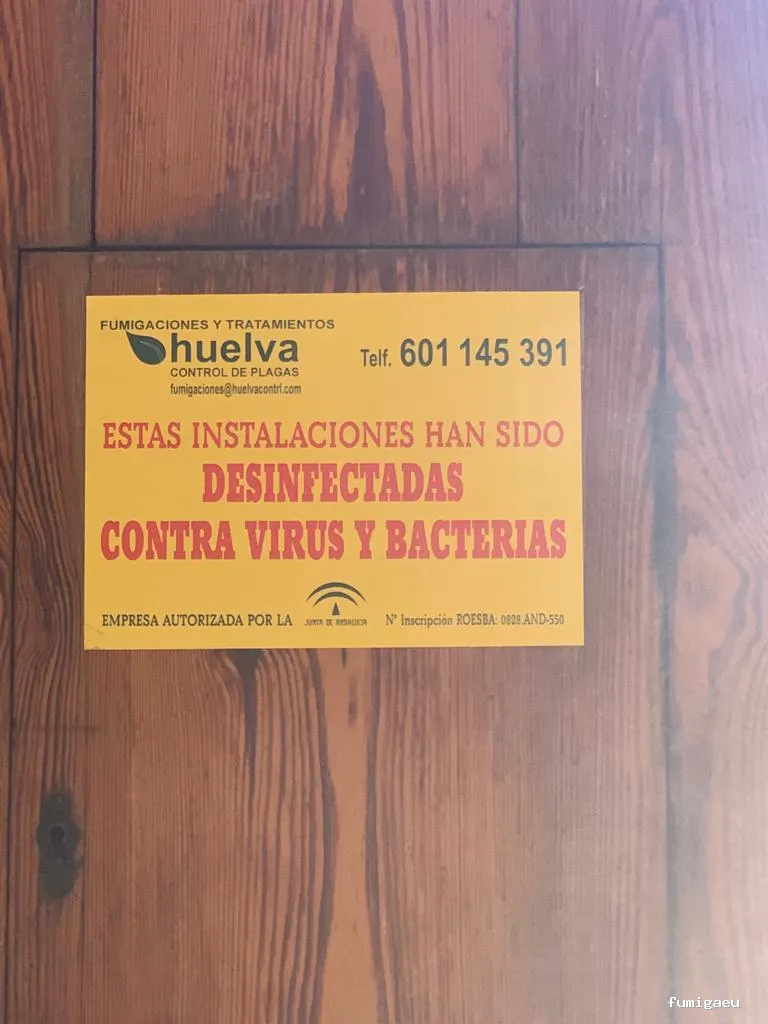 FUMIGACIONES Y TRATAMIENTOS
huelva
CONTROL DE PLAGAS
fumigaciones@huelvacontrl.com
Telf. 601 145 391
ESTAS INSTALACIONES HAN SIDO
DESINFECTADAS
CONTRA VIRUS Y BACTERIAS
EMPRESA AUTORIZADA POR LA
JUNTA DE ANDALUCIA
Nº Inscripción ROESBA: 0828.AND-550
fumigaeu